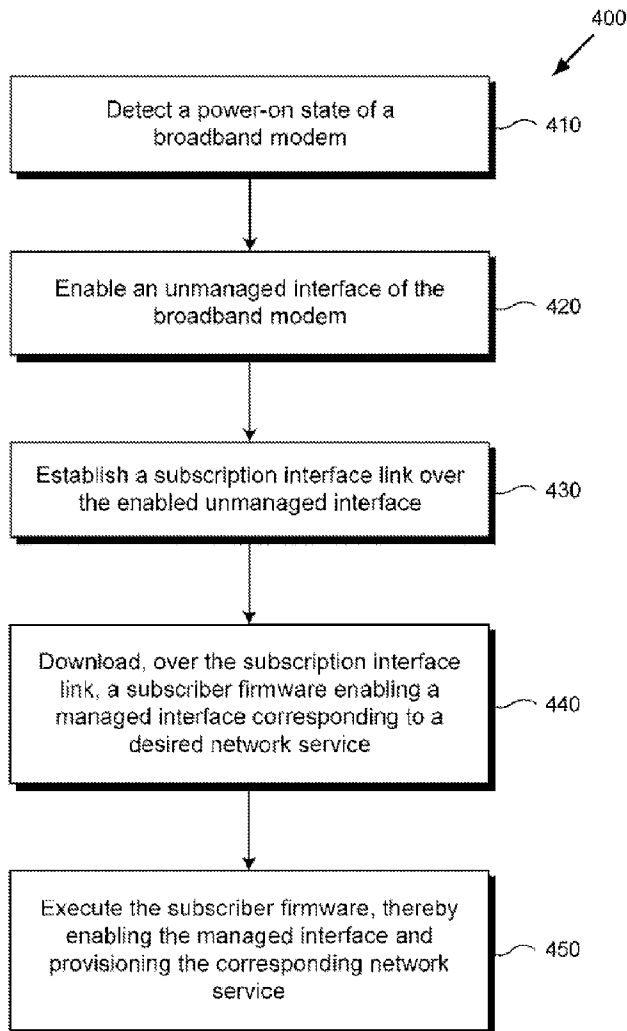 400
Detect a power-on state of a
broadband modem
410
Enable an unmanaged interface of the
broadband modem
420
Establish a subscription interface link over
the enabled unmanaged interface
430
Download, over the subscription interface
link, a subscriber firmware enabling a
managed interface corresponding to a
desired network service
440
Execute the subscriber firmware, thereby
enabling the managed interface and
provisioning the corresponding network
service
450